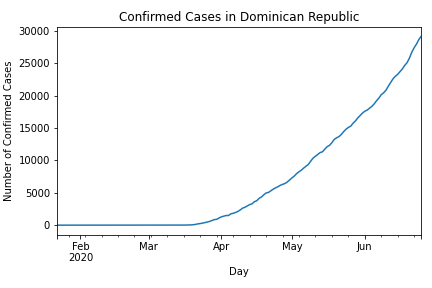 Confirmed Cases in Dominican Republic
30000
25000
20000
15000
10000
5000
0
Number of Confirmed Cases
Feb
2020
Mar
Apr
May
Jun
Day